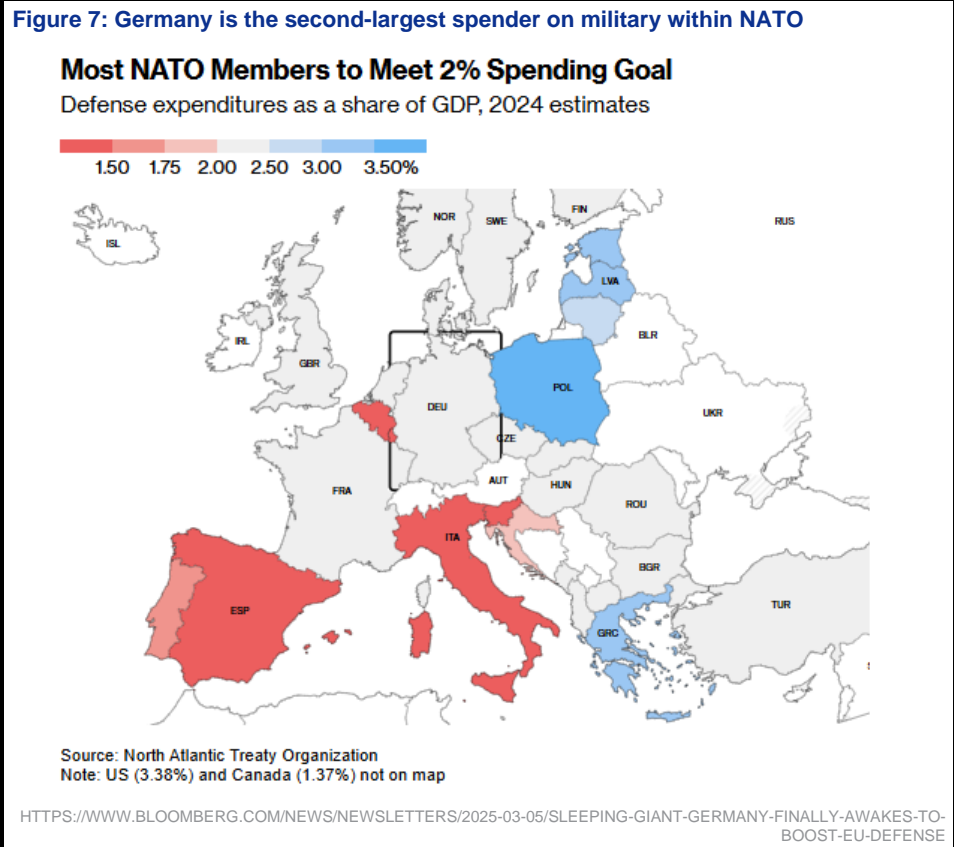 Figure 7: Germany is the second-largest spender on military within NATO
Most NATO Members to Meet 2% Spending Goal
Defense expenditures as a share of GDP, 2024 estimates
1.50 1.75 2.00 2.50 3.00 3.50%
NOR
SWE
FIN
RUS
ISL
LVA
IRL
GBR
BLR
DEU
POL
UKR
CZE
AUT
HUN
FRA
ROU
ITA
BGR
ESP
GRC
TUR
Source: North Atlantic Treaty Organization
Note: US (3.38%) and Canada (1.37%) not on map
HTTPS://WWW.BLOOMBERG.COM/NEWS/NEWSLETTERS/2025-03-05/SLEEPING-GIANT-GERMANY-FINALLY-AWAKES-TO-
BOOST-EU-DEFENSE